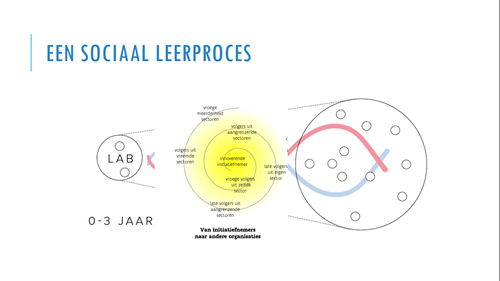 EEN SOCIAAL LEERPROCES
vroege
meerderheid
sectoren
volgers uit
aangrenzende
sectoren
volgers uit
vreemde
sectoren
innoverende
initiatiefnemer
late volgers
uit eigen
sector
vroege volgers
uit zelfde
sector
late volgers uit
aangrenzende
sectoren
LAB
0-3 JAAR
Van initiatiefnemers
naar andere organisaties